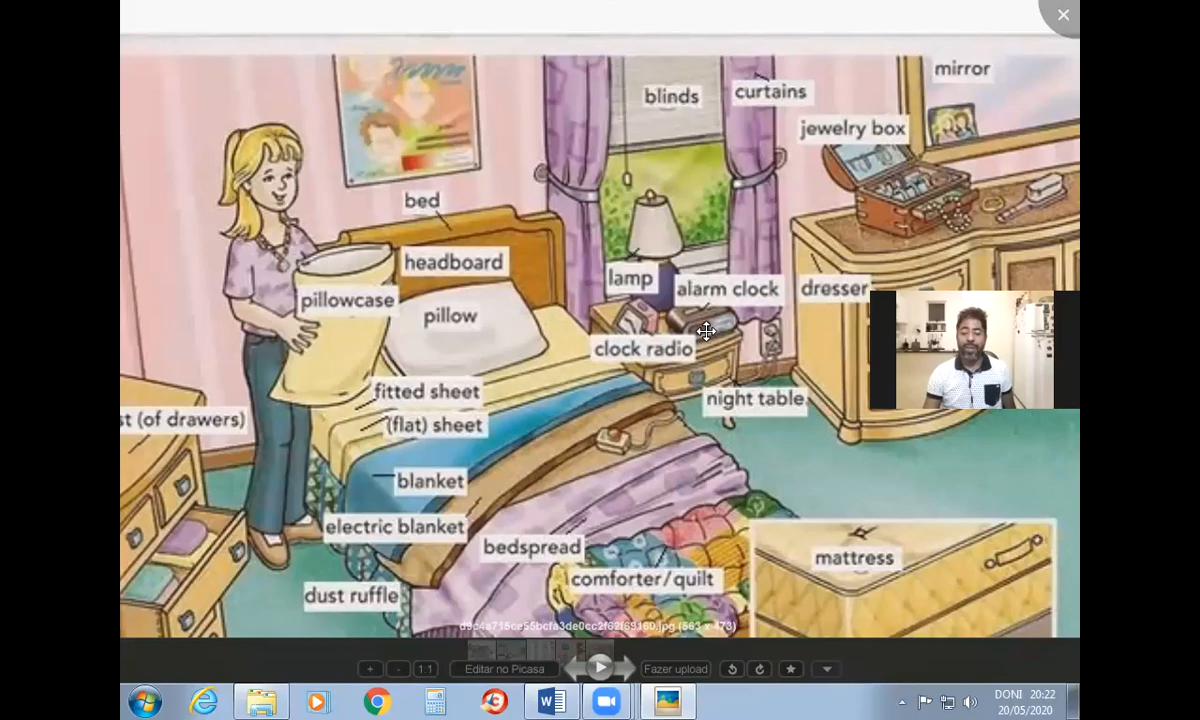 mirror
blinds
curtains
jewelry box
bed
headboard
lamp
alarm clock
dresser
pillowcase
pillow
clock radio
fitted sheet
night table
st (of drawers)
(flat) sheet
blanket
electric blanket
bedspread
mattress
comforter/quilt
dust ruffle
+
-
1:1
Editar no Picasa
Fazer upload
DONI 20:22
20/05/2020